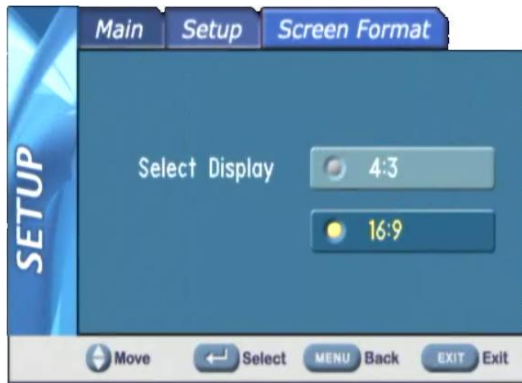 Main Setup Screen Format
SETUP
Select Display 4:3
16:9
Move Select MENU Back EXIT Exit